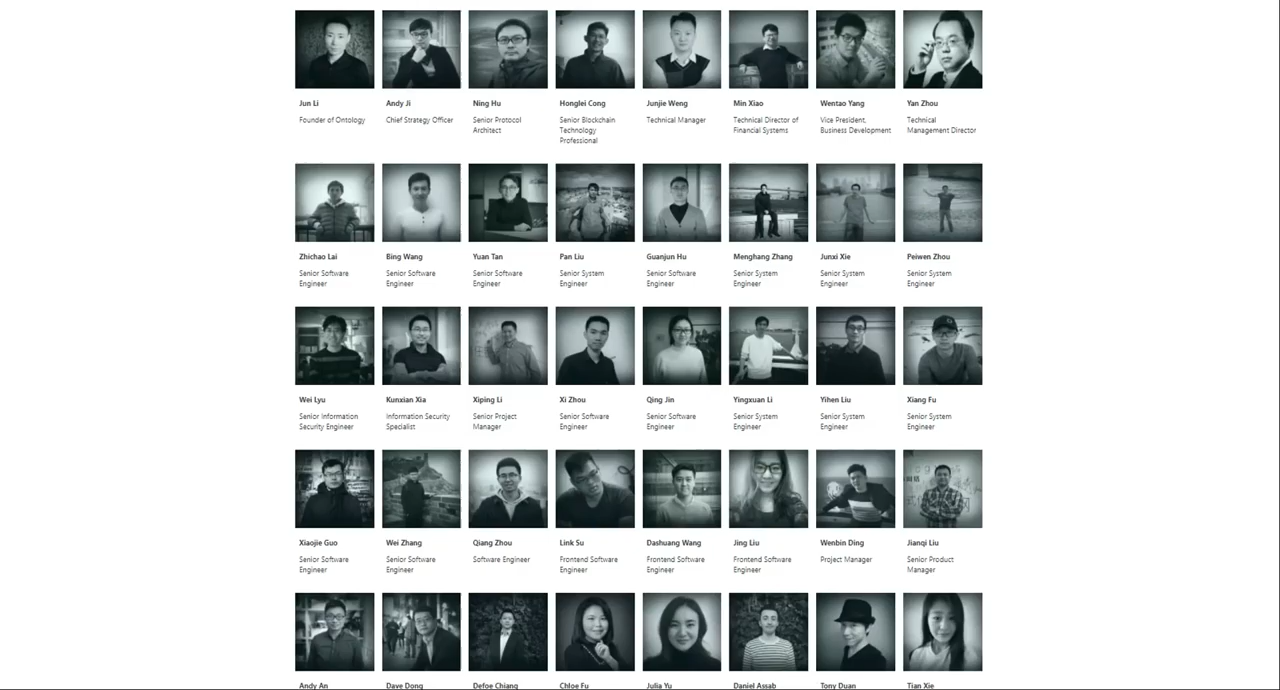 Jun Li
Founder of Ontology
Andy Ji
Chief Strategy Officer
Ning Hu
Senior Protocol
Architect
Honglei Cong
Senior Blockchain
Technology
Professional
Junjie Weng
Technical Manager
Min Xiao
Technical Director of
Financial Systems
Wentao Yang
Vice President,
Business Development
Yan Zhou
Technical
Management Director
Zhichao Lai
Senior Software
Engineer
Bing Wang
Senior Software
Engineer
Yuan Tan
Senior Software
Engineer
Pan Liu
Senior System
Engineer
Guanjun Hu
Senior Software
Engineer
Menghang Zhang
Senior System
Engineer
Junxi Xie
Senior System
Engineer
Peiwen Zhou
Senior System
Engineer
Wei Lyu
Senior Information
Security Engineer
Kunxian Xia
Information Security
Specialist
Xiping Li
Senior Project
Manager
Xi Zhou
Senior Software
Engineer
Qing Jin
Senior Software
Engineer
Yingxuan Li
Senior System
Engineer
Yihen Liu
Senior System
Engineer
Xiang Fu
Senior System
Engineer
Xiaojie Guo
Senior Software
Engineer
Wei Zhang
Senior Software
Engineer
Qiang Zhou
Software Engineer
Link Su
Frontend Software
Engineer
Dashuang Wang
Frontend Software
Engineer
Jing Liu
Frontend Software
Engineer
Wenbin Ding
Project Manager
Jianqi Liu
Senior Product
Manager
Andy An
Dave Dong
Defoe Chiang
Chloe Fu
Julia Yu
Daniel Assab
Tony Duan
Tian Xie